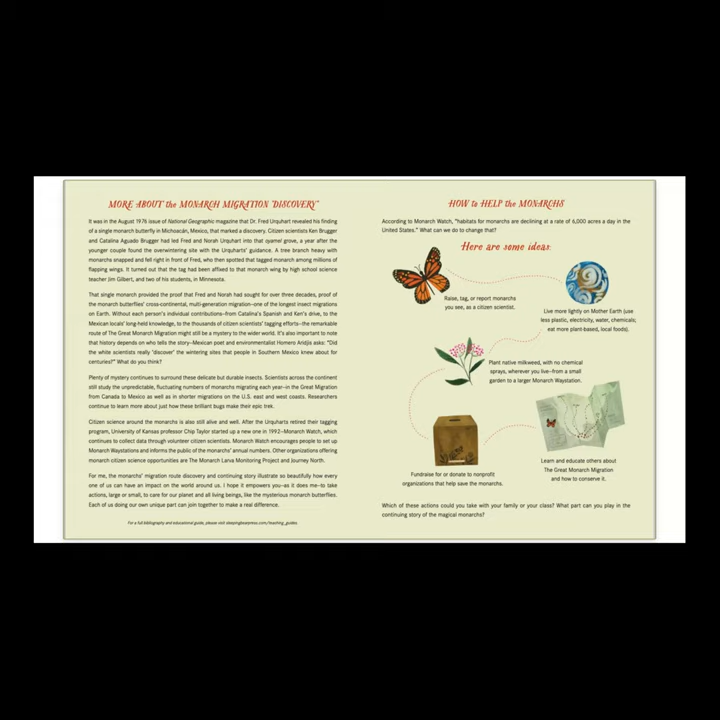 MORE ABOUT the MONARCH MIGRATION "DISCOVERY"
It was in the August 1976 issue of National Geographic magazine that Dr. Fred Urquhart revealed his finding
of a single monarch butterfly in Michoacán, Mexico, that marked a discovery. Citizen scientists Ken Brugger
and Catalina Aguado Brugger had led Fred and Norah Urquhart into that oyamel grove, a year after the
younger couple found the overwintering site with the Urquharts' guidance. A tree branch heavy with
monarchs snapped and fell right in front of Fred, who then spotted that tagged monarch among millions of
flapping wings. It turned out that the tag had been affixed to that monarch wing by high school science
teacher Jim Gilbert, and two of his students, in Minnesota.
That single monarch provided the proof that Fred and Norah had sought for over three decades, proof of
the monarch butterflies' cross-continental, multi-generation migration—one of the longest insect migrations
on Earth. Without each person's individual contributions—from Catalina's Spanish and Ken's drive, to the
Mexican locals' long-held knowledge, to the thousands of citizen scientists' tagging efforts—the remarkable
route of The Great Monarch Migration might still be a mystery to the wider world. It's also important to note
that history depends on who tells the story—Mexican poet and environmentalist Homero Aridjis asks: "Did
the white scientists really 'discover' the wintering sites that people in Southern Mexico knew about for
centuries?" What do you think?
Plenty of mystery continues to surround these delicate but durable insects. Scientists across the continent
still study the unpredictable, fluctuating numbers of monarchs migrating each year—in the Great Migration
from Canada to Mexico as well as in shorter migrations on the U.S. east and west coasts. Researchers
continue to learn more about just how these brilliant bugs make their epic trek.
Citizen science around the monarchs is also still alive and well. After the Urquharts retired their tagging
program, University of Kansas professor Chip Taylor started up a new one in 1992—Monarch Watch, which
continues to collect data through volunteer citizen scientists. Monarch Watch encourages people to set up
Monarch Waystations and informs the public of the monarchs' annual numbers. Other organizations offering
monarch citizen science opportunities are The Monarch Larva Monitoring Project and Journey North.
For me, the monarchs' migration route discovery and continuing story illustrate as beautifully how every
one of us can have an impact on the world around us. I hope it empowers you—as it does me—to take
actions, large or small, to care for our planet and all living beings, like the mysterious monarch butterflies.
Each of us doing our own unique part can join together to make a real difference.
For a full bibliography and educational guide, please visit sleepingbearpress.com/teaching_guides.
HOW to HELP the MONARCHS
According to Monarch Watch, "habitats for monarchs are declining at a rate of 6,000 acres a day in the
United States." What can we do to change that?
Here are some ideas:
Raise, tag, or report monarchs
you see, as a citizen scientist.
Live more lightly on Mother Earth (use
less plastic, electricity, water, chemicals;
eat more plant-based, local foods).
Plant native milkweed, with no chemical
sprays, wherever you live—from a small
garden to a larger Monarch Waystation.
Fundraise for or donate to nonprofit
organizations that help save the monarchs.
Learn and educate others about
The Great Monarch Migration
and how to conserve it.
Which of these actions could you take with your family or your class? What part can you play in the
continuing story of the magical monarchs?